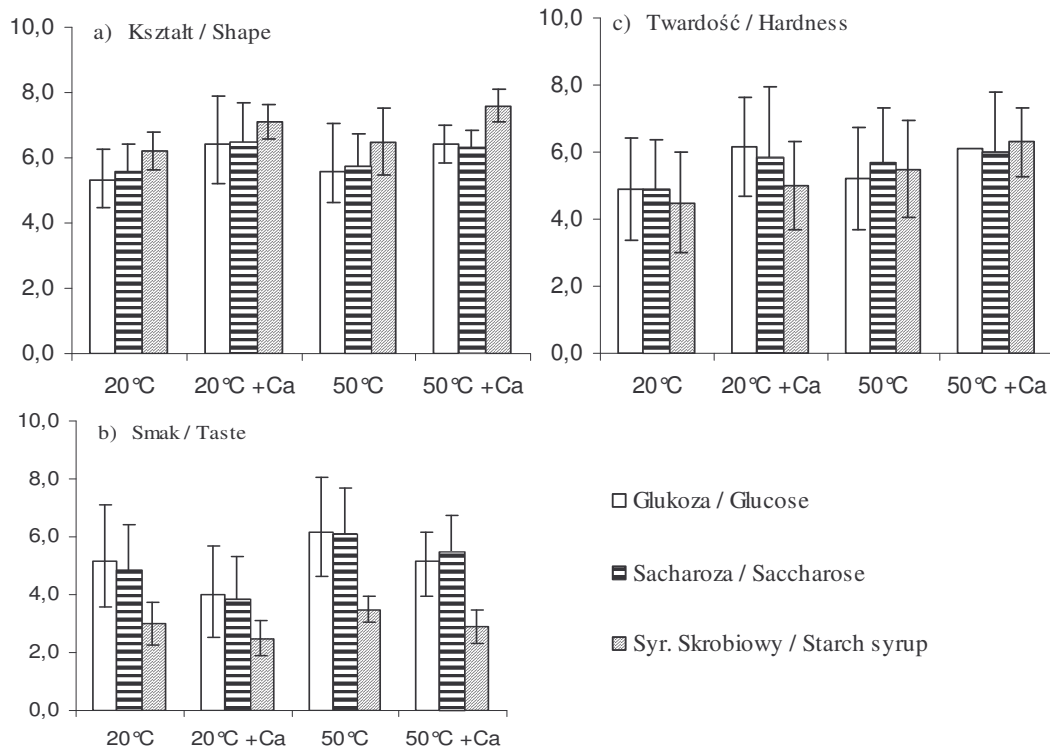 a) Kształt / Shape
10,0
8,0
6,0
4,0
2,0
0,0
20°C 20°C +Ca 50°C 50°C +Ca
c) Twardość / Hardness
10,0
8,0
6,0
4,0
2,0
0,0
20°C 20°C +Ca 50°C 50°C +Ca
b) Smak / Taste
10,0
8,0
6,0
4,0
2,0
0,0
20°C 20°C +Ca 50°C 50°C +Ca
Glukoza / Glucose
Sacharoza / Saccharose
Syr. Skrobiowy / Starch syrup